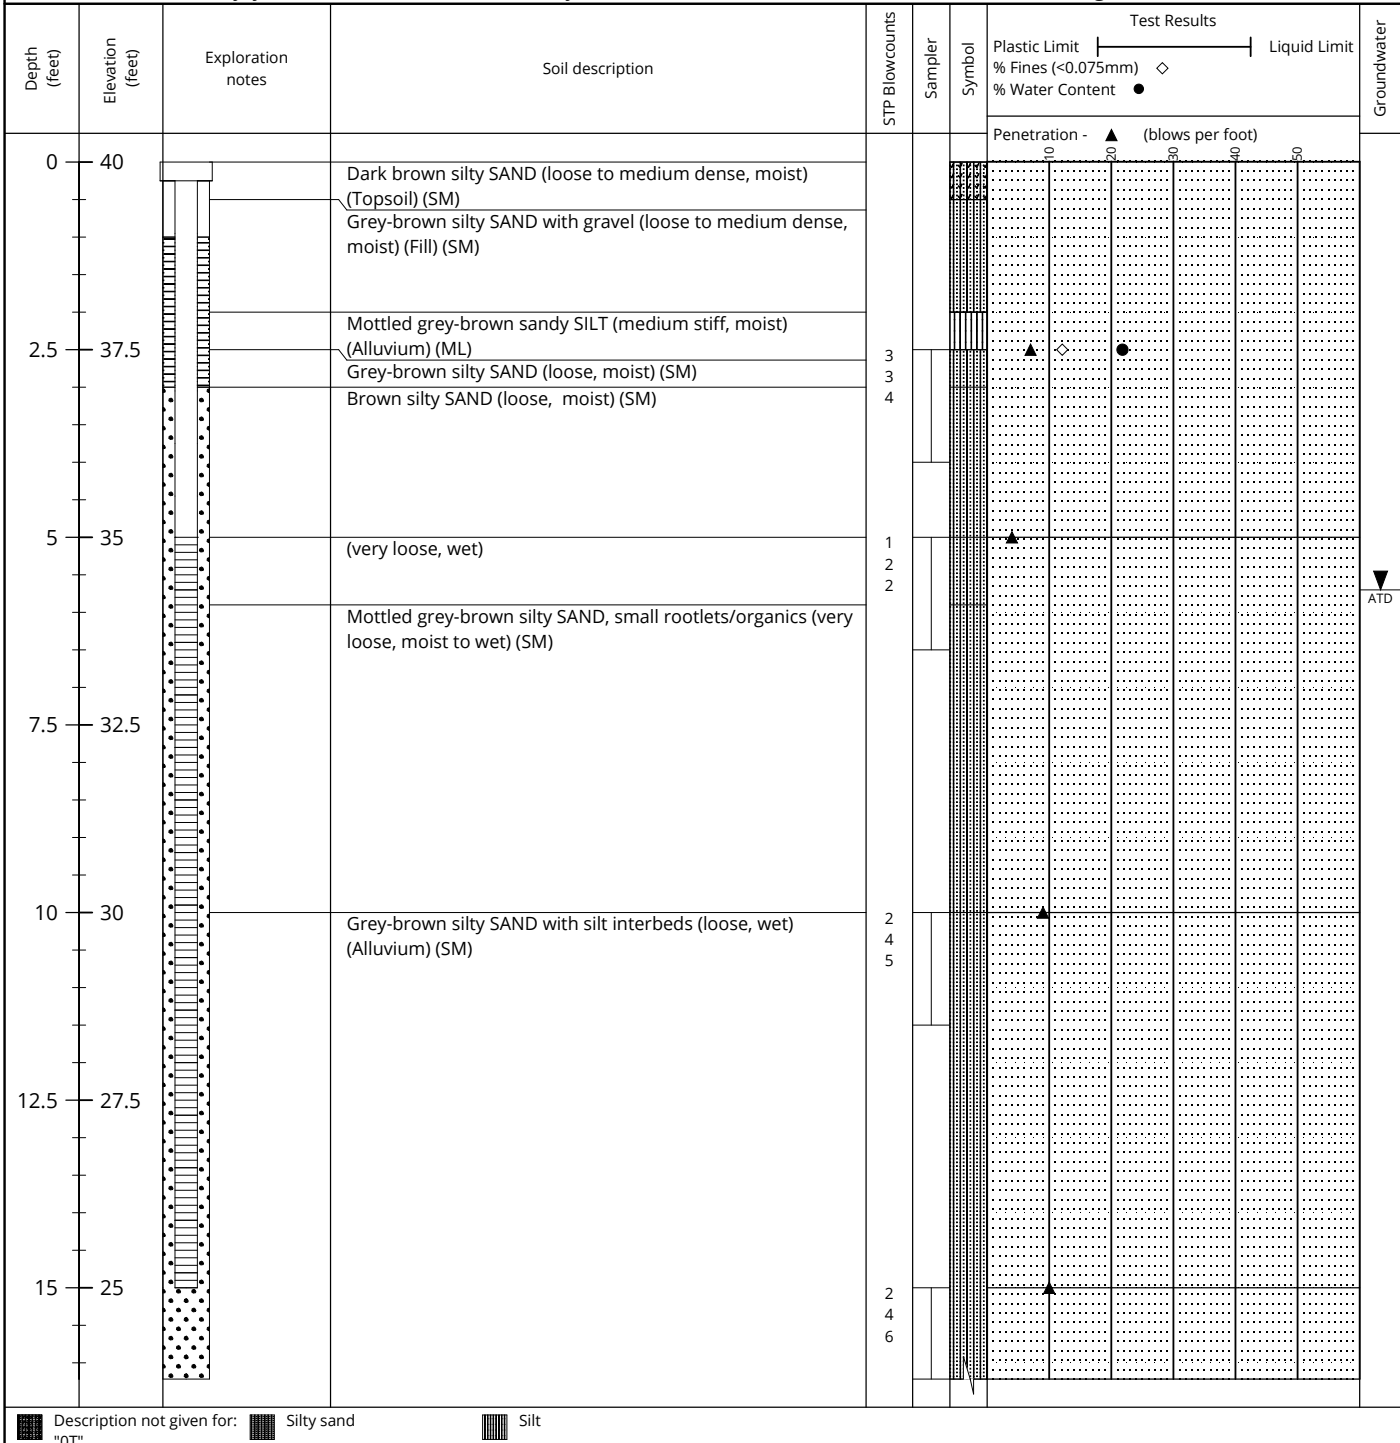 Depth
(feet)
Elevation
(feet)
Exploration
notes
Soil description
STP Blowcounts
Sampler
Symbol
Test Results
Plastic Limit
Liquid Limit
% Fines (<0.075mm)
% Water Content
Penetration -
(blows per foot)
Groundwater
10
20
30
40
50
0
40
Dark brown silty SAND (loose to medium dense, moist)
(Topsoil) (SM)
Grey-brown silty SAND with gravel (loose to medium dense,
moist) (Fill) (SM)
Mottled grey-brown sandy SILT (medium stiff, moist)
(Alluvium) (ML)
2.5
37.5
Grey-brown silty SAND (loose, moist) (SM)
Brown silty SAND (loose, moist) (SM)
3
3
4
5
35
(very loose, wet)
1
2
2
ATD
Mottled grey-brown silty SAND, small rootlets/organics (very
loose, moist to wet) (SM)
7.5
32.5
10
30
Grey-brown silty SAND with silt interbeds (loose, wet)
(Alluvium) (SM)
2
4
5
12.5
27.5
15
25
2
4
6
Description not given for:
"0T"
Silty sand
Silt